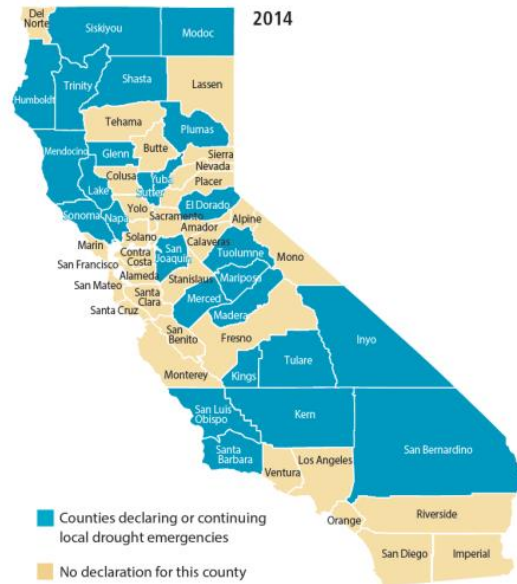 Del
Norte
Siskiyou
Modoc
2014
Humboldt
Trinity
Shasta
Lassen
Tehama
Plumas
Mendocino
Glenn
Butte
Sierra
Nevada
Colusa
Yuba
Placer
Lake
Sutter
El Dorado
Sonoma
Napa
Yolo
Sacramento
Alpine
Amador
Solano
Calaveras
Marin
Contra
Costa
San
Joaquin
Tuolumne
Mono
San Francisco
Alameda
Stanislaus
Mariposa
San Mateo
Santa
Clara
Merced
Santa Cruz
Madera
San
Benito
Fresno
Inyo
Tulare
Monterey
Kings
San Luis
Obispo
Kern
San Bernardino
Santa
Barbara
Ventura
Los Angeles
Counties declaring or continuing
local drought emergencies
Orange
Riverside
No declaration for this county
San Diego
Imperial